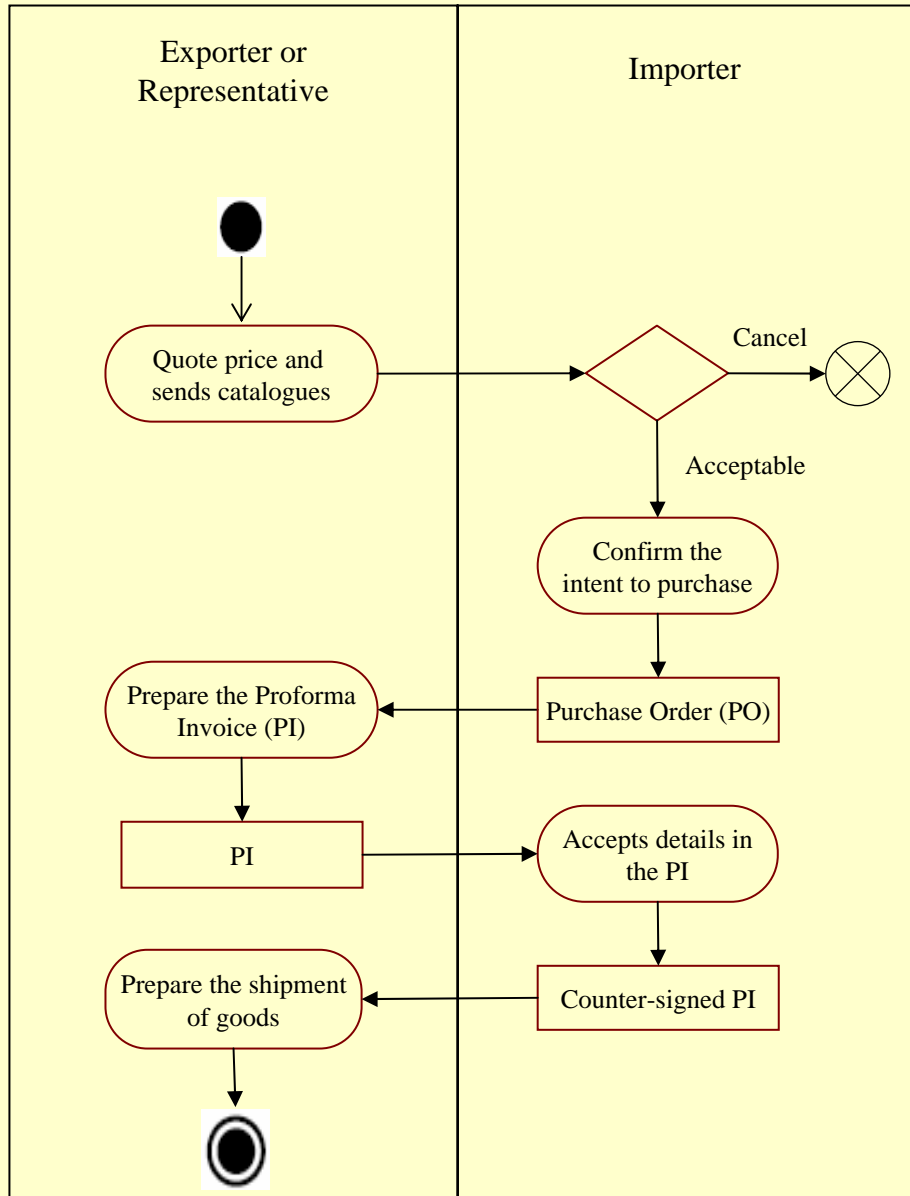 Exporter or
Representative
Importer
Quote price and
sends catalogues
Cancel
Acceptable
Confirm the
intent to purchase
Prepare the Proforma
Invoice (PI)
Purchase Order (PO)
PI
Accepts details in
the PI
Prepare the shipment
of goods
Counter-signed PI